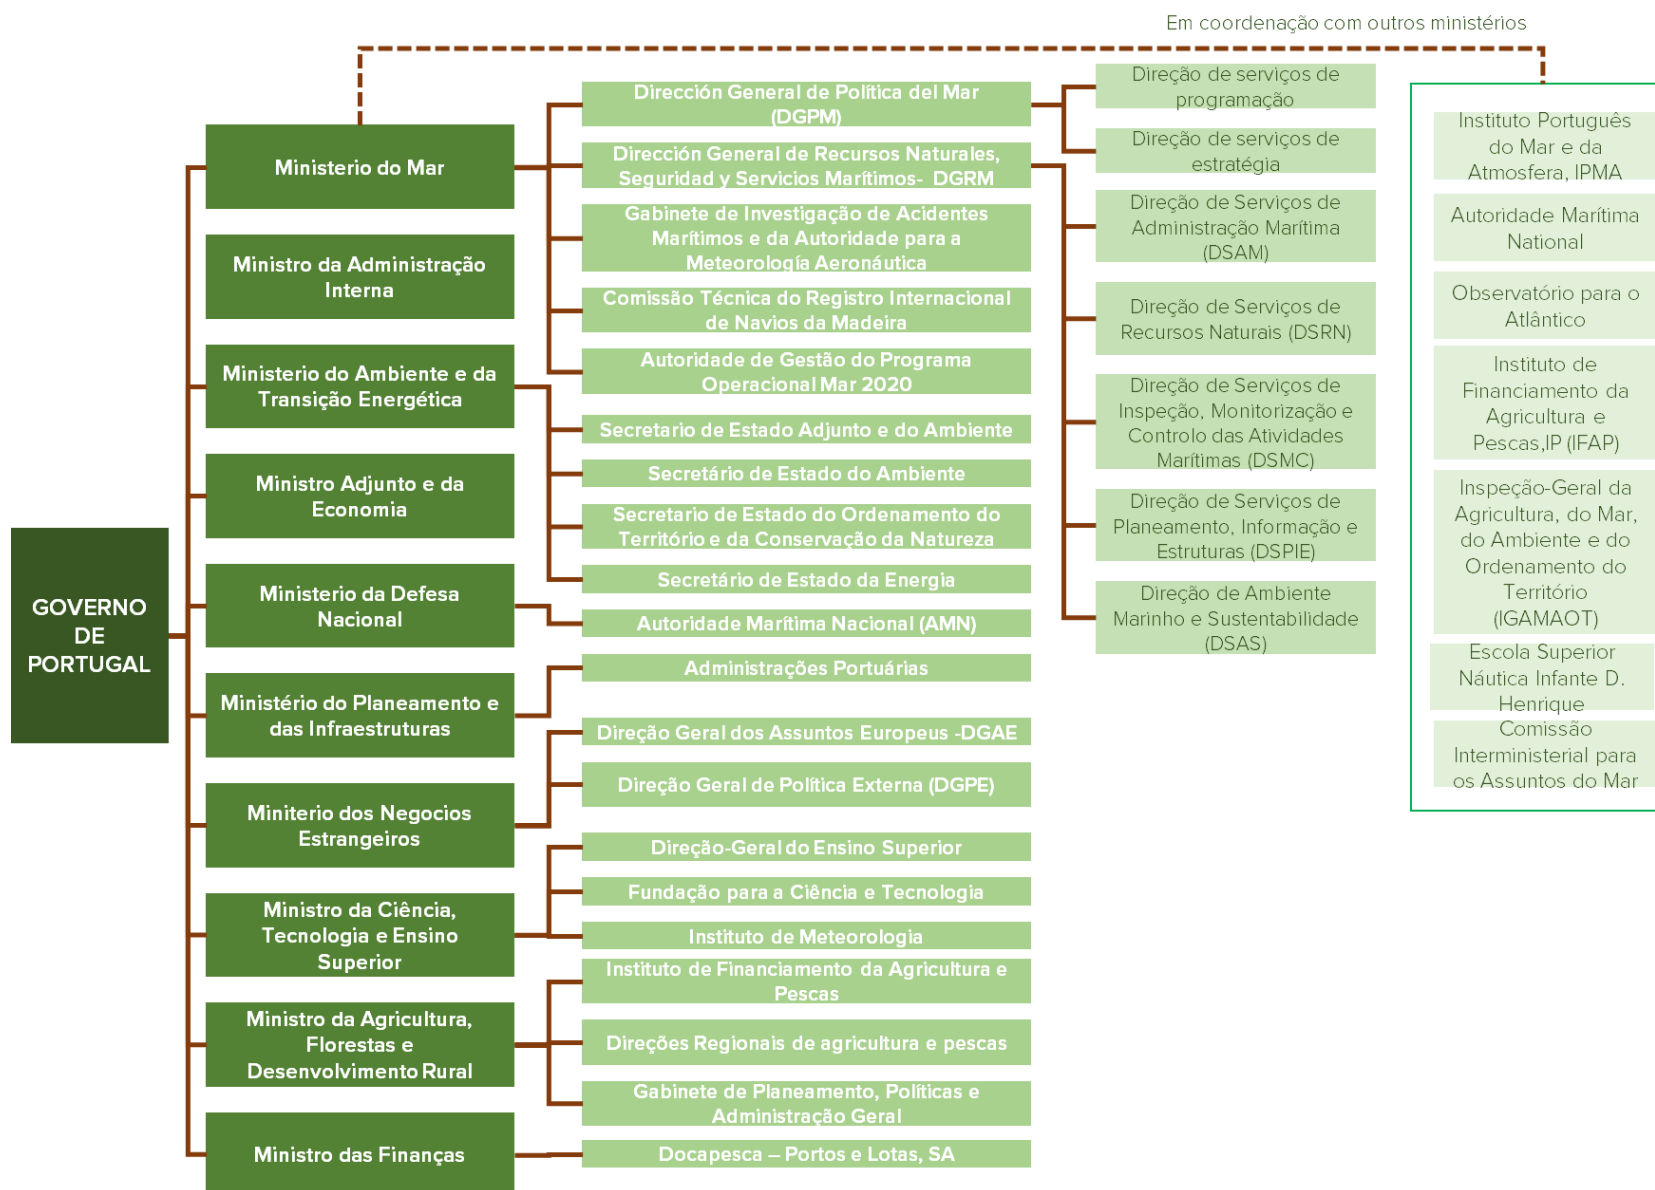 Em coordenação com outros ministérios
GOVERNO
DE
PORTUGAL
Ministerio do Mar
Ministro da Administração
Interna
Ministerio do Ambiente e da
Transição Energética
Ministro Adjunto e da
Economia
Ministerio da Defesa
Nacional
Ministério do Planeamento e
das Infraestruturas
Miniterio dos Negocios
Estrangeiros
Ministro da Ciência,
Tecnologia e Ensino
Superior
Ministro da Agricultura,
Florestas e
Desenvolvimento Rural
Ministro das Finanças
Dirección General de Política del Mar
(DGPM)
Dirección General de Recursos Naturales,
Seguridad y Servicios Marítimos-  DGRM
Gabinete de Investigação de Acidentes
Marítimos e da Autoridade para a
Meteorología Aeronáutica
Comissão Técnica do Registro Internacional
de Navios da Madeira
Autoridade de Gestão do Programa
Operacional Mar 2020
Secretario de Estado Adjunto e do Ambiente
Secretário de Estado do Ambiente
Secretario de Estado do Ordenamento do
Território e da Conservação da Natureza
Secretário de Estado da Energia
Autoridade Marítima Nacional (AMN)
Administrações Portuárias
Direção Geral dos Assuntos Europeus -DGAE
Direção Geral de Política Externa (DGPE)
Direção-Geral do Ensino Superior
Fundação para a Ciência e Tecnologia
Instituto de Meteorologia
Instituto de Financiamento da Agricultura e
Pescas
Direções Regionais de agricultura e pescas
Gabinete de Planeamento, Políticas e
Administração Geral
Docapesca – Portos e Lotas, SA
Direção de serviços de
programação
Direção de serviços de
estratégia
Direção de Serviços de
Administração Marítima
(DSAM)
Direção de Serviços de
Recursos Naturais (DSRN)
Direção de Serviços de
Inspeção, Monitorização e
Controlo das Atividades
Marítimas (DSMC)
Direção de Serviços de
Planeamento, Informação e
Estruturas (DSPIE)
Direção de Ambiente
Marinho e Sustentabilidade
(DSAS)
Instituto Português
do Mar e da
Atmosfera, IPMA
Autoridade Marítima
National
Observatório para o
Atlântico
Instituto de
Financiamento da
Agricultura e
Pescas,IP (IFAP)
Inspeção-Geral da
Agricultura, do Mar,
do Ambiente e do
Ordenamento do
Território
(IGAMAOT)
Escola Superior
Náutica Infante D.
Henrique
Comissão
Interministerial para
os Assuntos do Mar